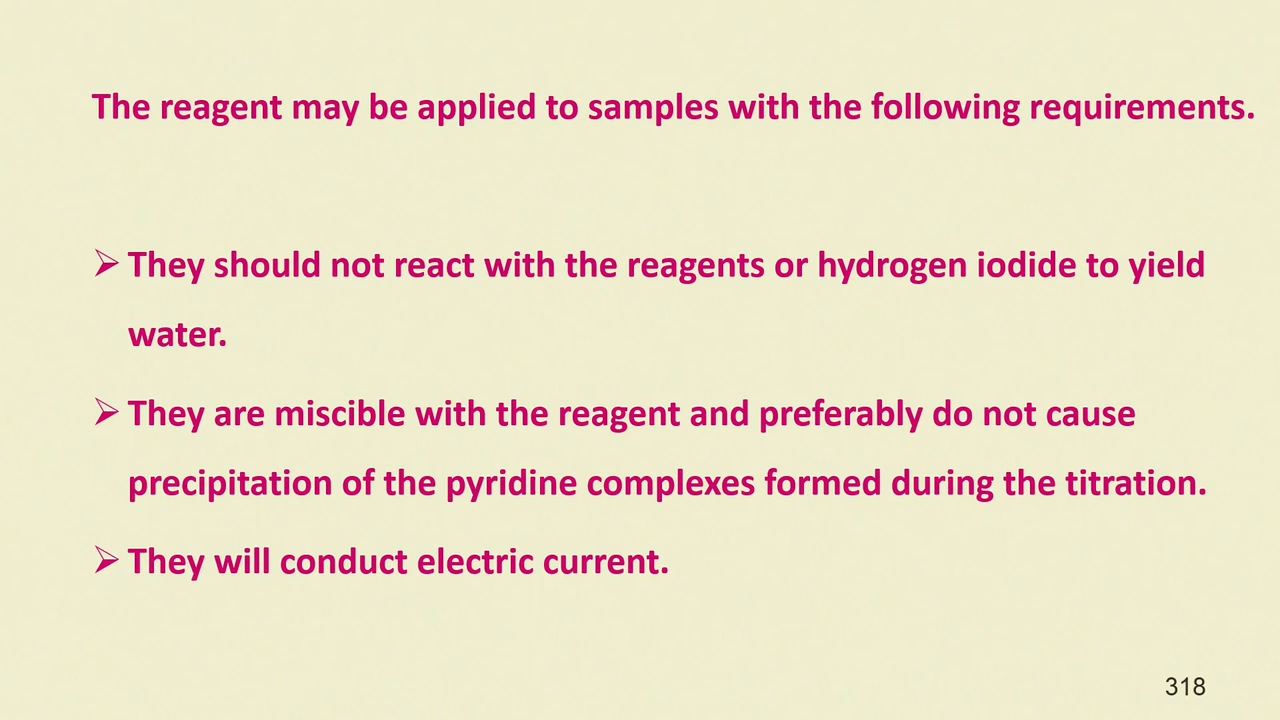 The reagent may be applied to samples with the following requirements.
➢ They should not react with the reagents or hydrogen iodide to yield
water.
➢ They are miscible with the reagent and preferably do not cause
precipitation of the pyridine complexes formed during the titration.
➢ They will conduct electric current.
318